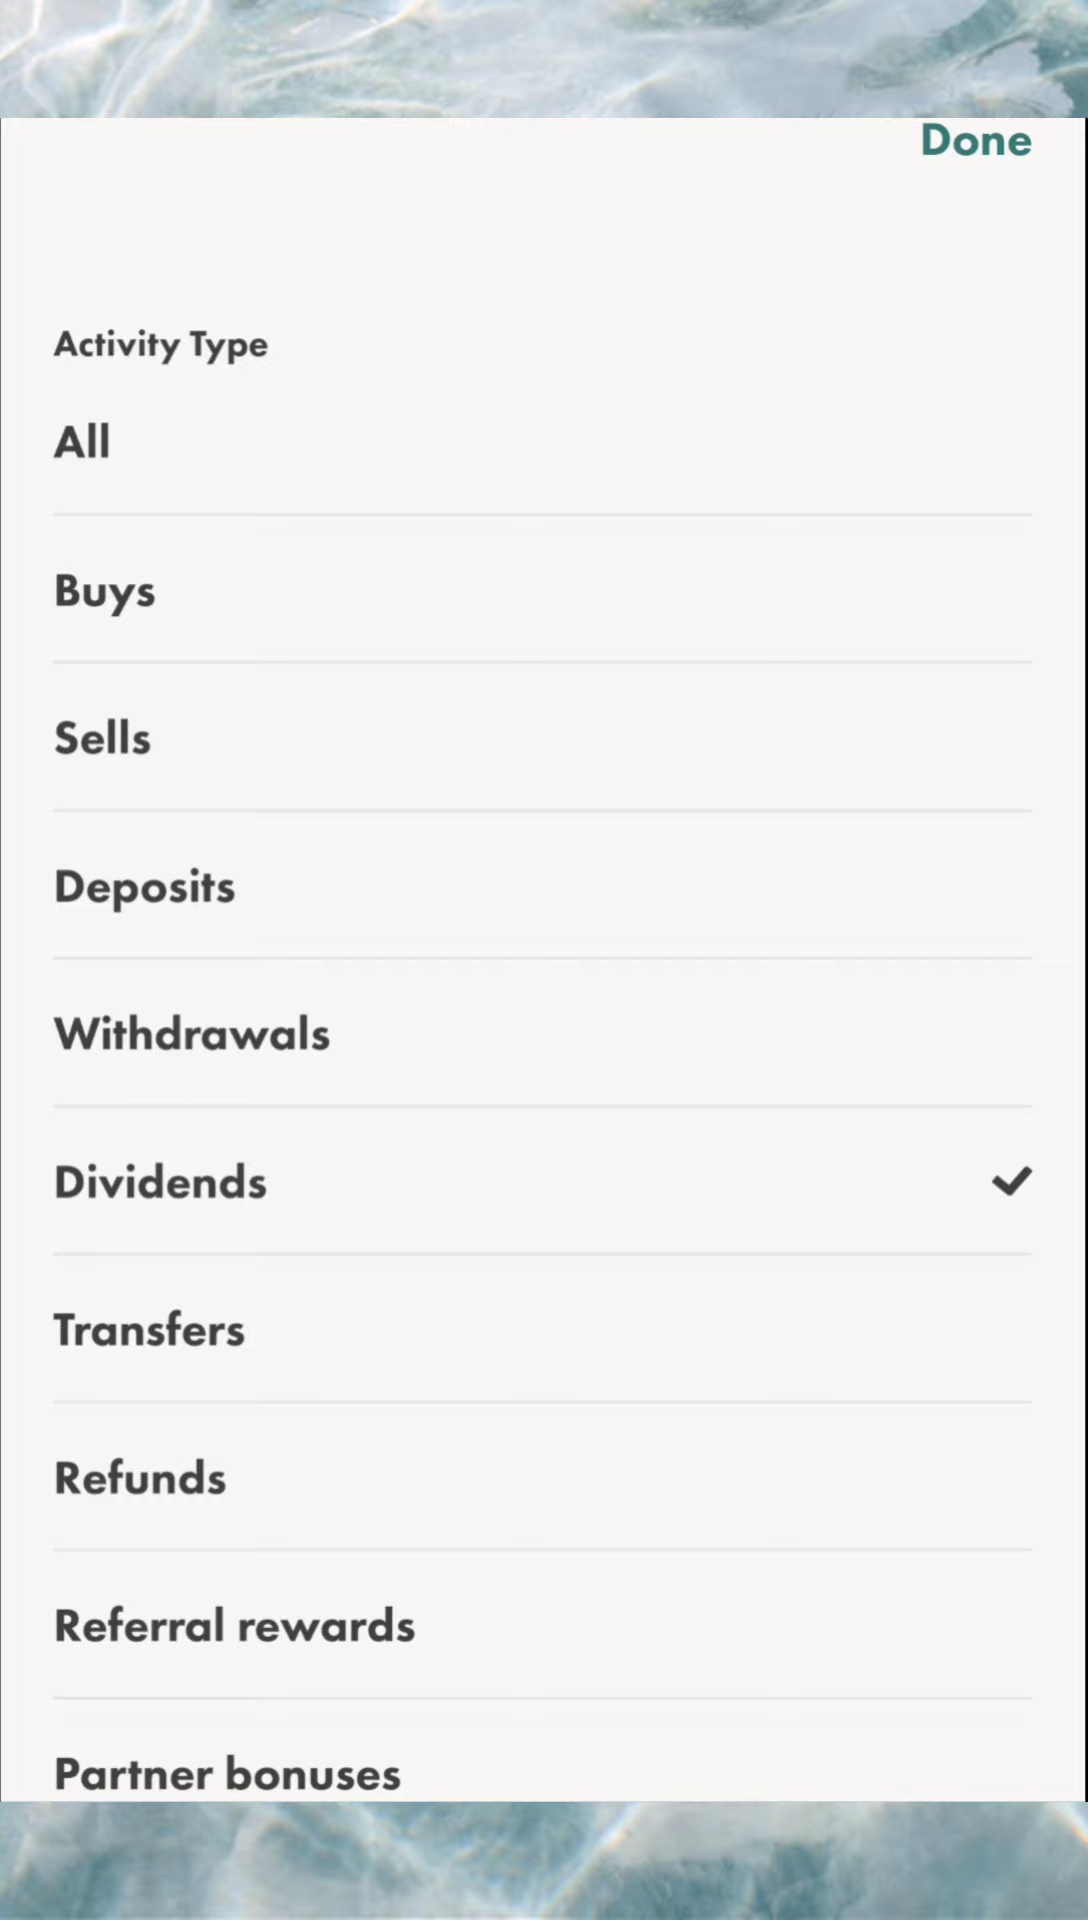 Done
Activity Type
All
Buys
Sells
Deposits
Withdrawals
Dividends
Transfers
Refunds
Referral rewards
Partner bonuses